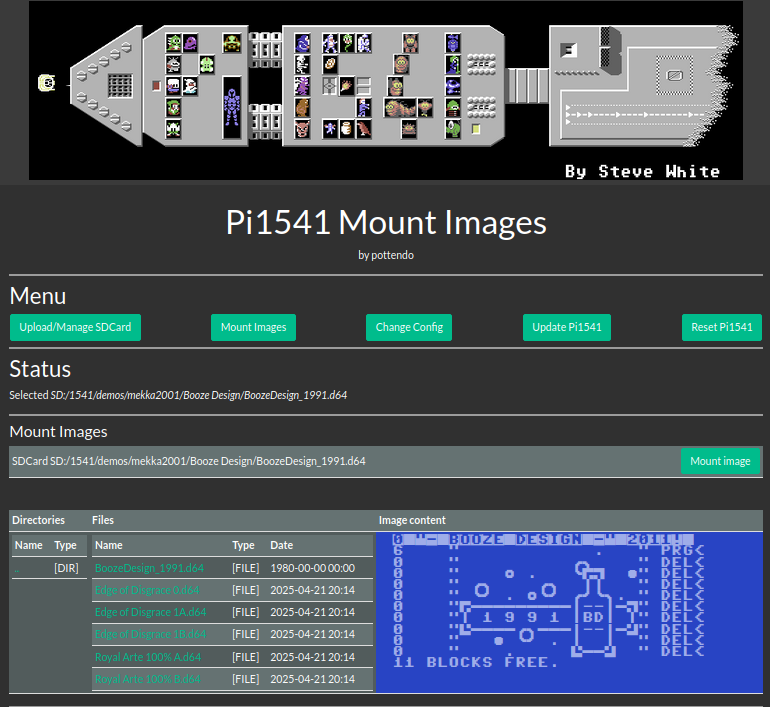 By Steve White
Pi1541 Mount Images
by pottendo
Menu
Upload/Manage SDCard Mount Images Change Config Update Pi1541 Reset Pi1541
Status
Selected SD:/1541/demos/mekka2001/Booze Design/BoozeDesign_1991.d64
Mount Images
SDCard SD:/1541/demos/mekka2001/Booze Design/BoozeDesign_1991.d64 Mount image
Directories Files Image content
Name Type Name Type Date
.. [DIR] BoozeDesign_1991.d64 [FILE] 1980-00-00 00:00
Edge of Disgrace 0.d64 [FILE] 2025-04-21 20:14
Edge of Disgrace 1A.d64 [FILE] 2025-04-21 20:14
Edge of Disgrace 1B.d64 [FILE] 2025-04-21 20:14
Royal Arte 100% A.d64 [FILE] 2025-04-21 20:14
Royal Arte 100% B.d64 [FILE] 2025-04-21 20:14
0 BOOZE DESIGN
6 " " PRG<
0 " " DEL<
0 " " DEL<
0 " " DEL<
0 " " DEL<
0 " 1 9 9 1 |BD| " DEL<
0 " " DEL<
0 " " DEL<
0 " " DEL<
11 BLOCKS FREE.